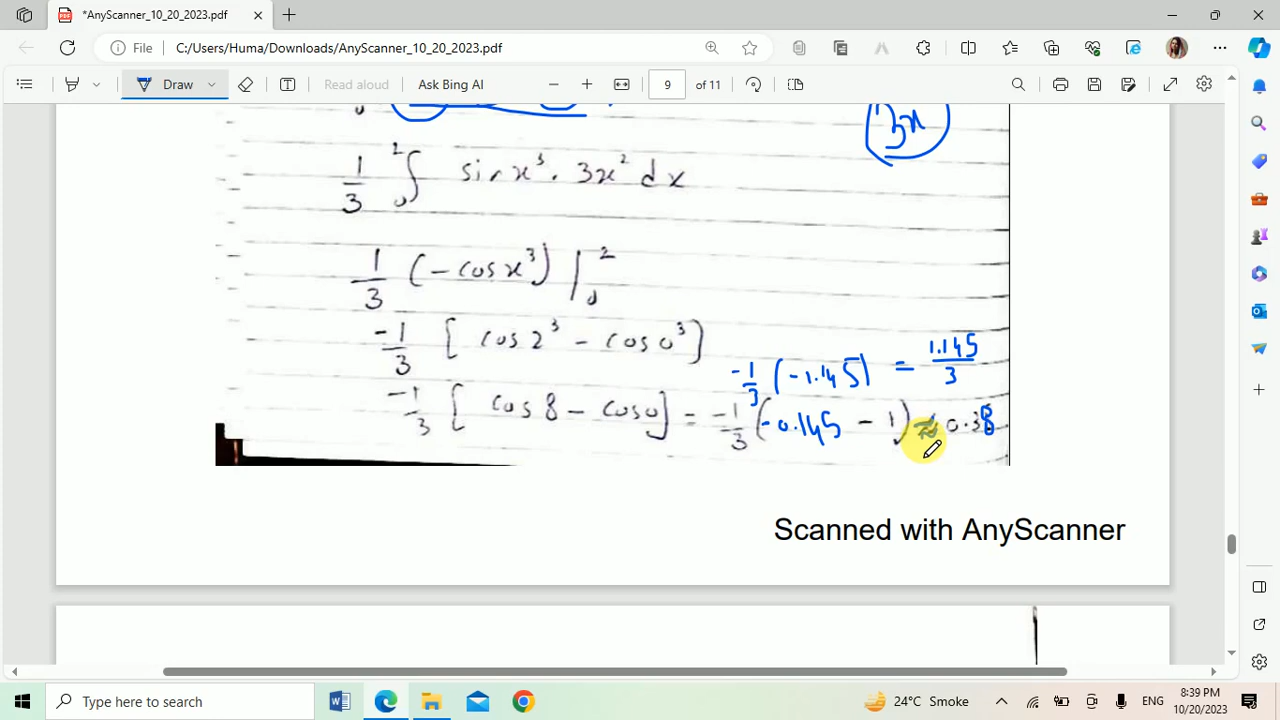 *AnyScanner_10_20_2023.pdf
File C:/Users/Huma/Downloads/AnyScanner_10_20_2023.pdf
Draw Read aloud Ask Bing AI 9 of 11
3x
1/3 ₀²∫ sin x³ . 3x² dx
1/3 (-cos x³) |₀²
-1/3 [cos 2³ - cos 0³]
-1/3 (-1.145) = 1.145/3
-1/3 [cos 8 - cos 0] = -1/3 (-0.145 - 1) ≈ 0.38
Scanned with AnyScanner
Type here to search
24°C Smoke
ENG
8:39 PM
10/20/2023